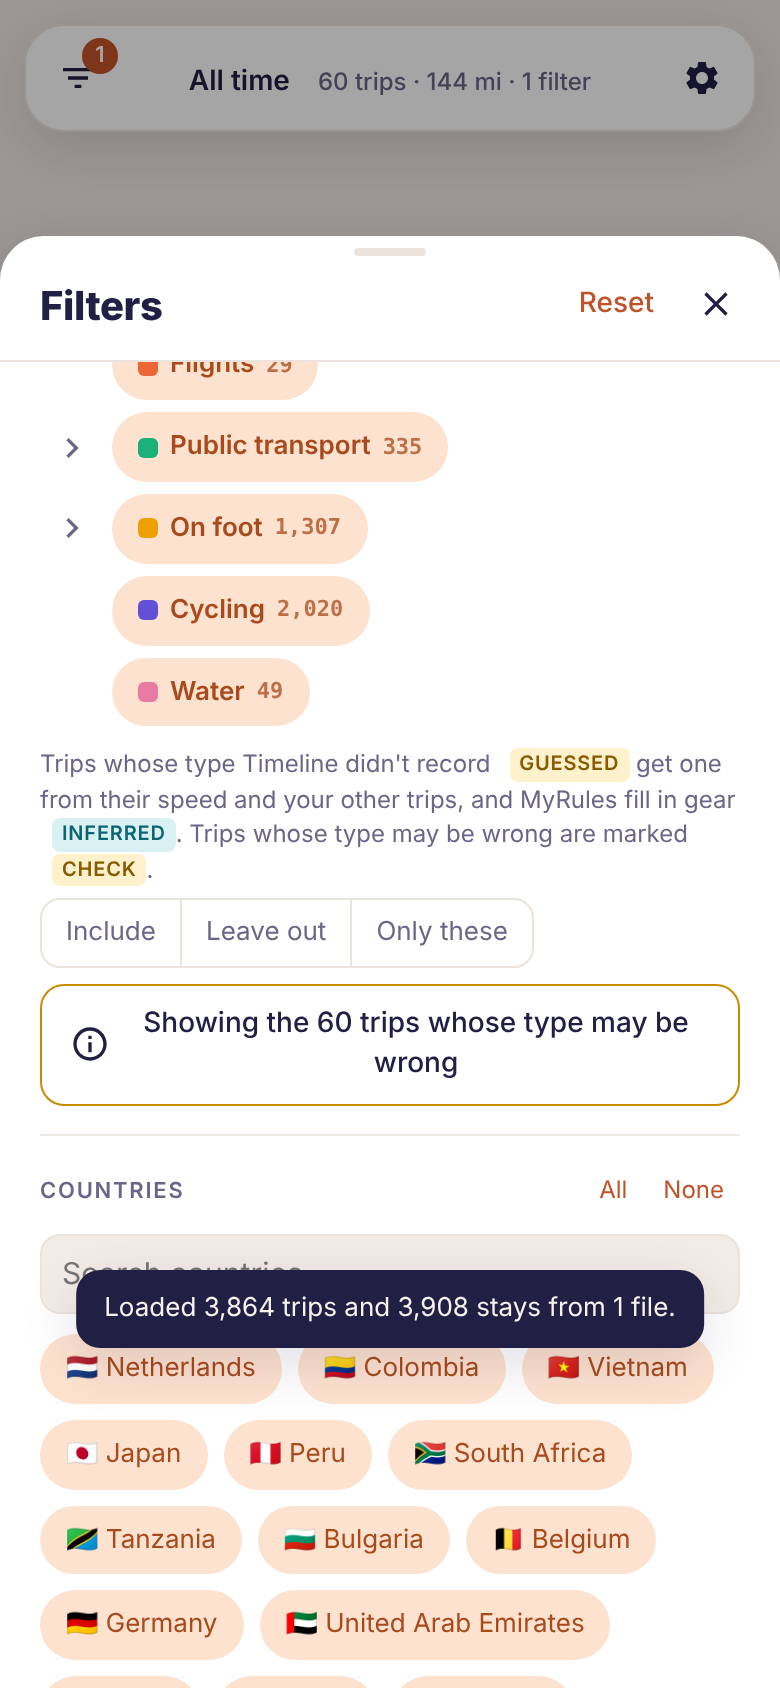 1
All time 60 trips · 144 mi · 1 filter
Filters
Reset
Flights 29
Public transport 335
On foot 1,307
Cycling 2,020
Water 49
Trips whose type Timeline didn't record GUESSED get one
from their speed and your other trips, and MyRules fill in gear
INFERRED. Trips whose type may be wrong are marked
CHECK.
Include Leave out Only these
Showing the 60 trips whose type may be
wrong
COUNTRIES
All None
Search countries
Loaded 3,864 trips and 3,908 stays from 1 file.
Netherlands Colombia Vietnam
Japan Peru South Africa
Tanzania Bulgaria Belgium
Germany United Arab Emirates